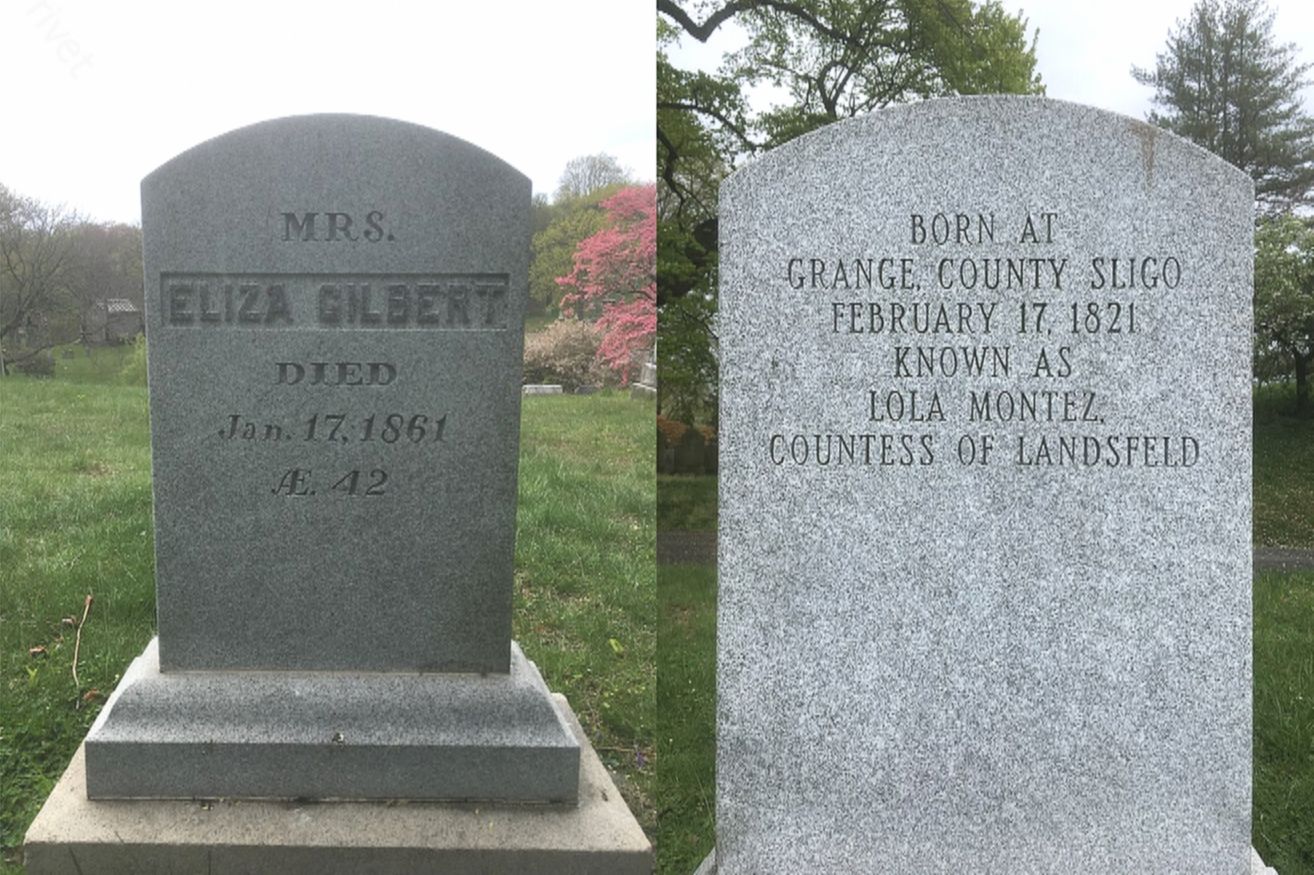 rivet
MRS.
ELIZA GILBERT
DIED
Jan. 17, 1861
Æ. 42
BORN AT
GRANGE, COUNTY SLIGO
FEBRUARY 17, 1821
KNOWN AS
LOLA MONTEZ,
COUNTESS OF LANDSFELD